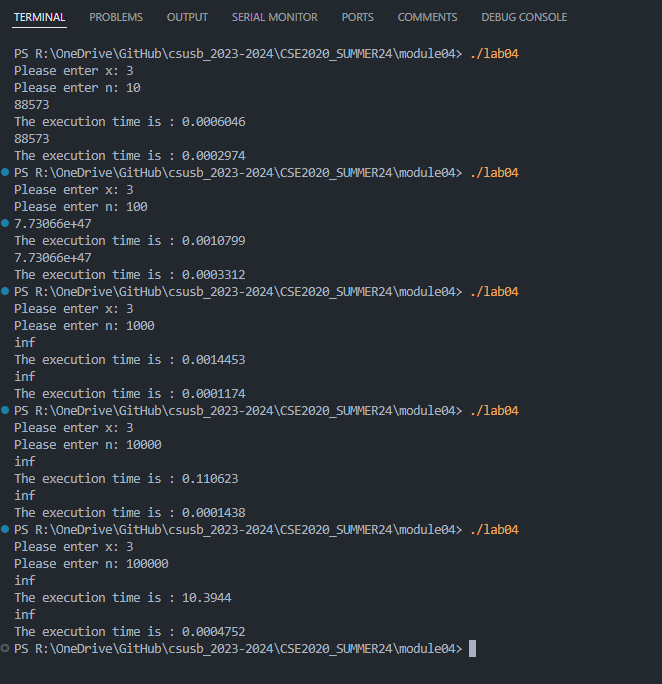 TERMINAL PROBLEMS OUTPUT SERIAL MONITOR PORTS COMMENTS DEBUG CONSOLE
PS R:\OneDrive\GitHub\csusb_2023-2024\CSE2020_SUMMER24\module04> ./lab04
Please enter x: 3
Please enter n: 10
88573
The execution time is : 0.0006046
88573
The execution time is : 0.0002974
PS R:\OneDrive\GitHub\csusb_2023-2024\CSE2020_SUMMER24\module04> ./lab04
Please enter x: 3
Please enter n: 100
7.73066e+47
The execution time is : 0.0010799
7.73066e+47
The execution time is : 0.0003312
PS R:\OneDrive\GitHub\csusb_2023-2024\CSE2020_SUMMER24\module04> ./lab04
Please enter x: 3
Please enter n: 1000
inf
The execution time is : 0.0014453
inf
The execution time is : 0.0001174
PS R:\OneDrive\GitHub\csusb_2023-2024\CSE2020_SUMMER24\module04> ./lab04
Please enter x: 3
Please enter n: 10000
inf
The execution time is : 0.110623
inf
The execution time is : 0.0001438
PS R:\OneDrive\GitHub\csusb_2023-2024\CSE2020_SUMMER24\module04> ./lab04
Please enter x: 3
Please enter n: 100000
inf
The execution time is : 10.3944
inf
The execution time is : 0.0004752
PS R:\OneDrive\GitHub\csusb_2023-2024\CSE2020_SUMMER24\module04>